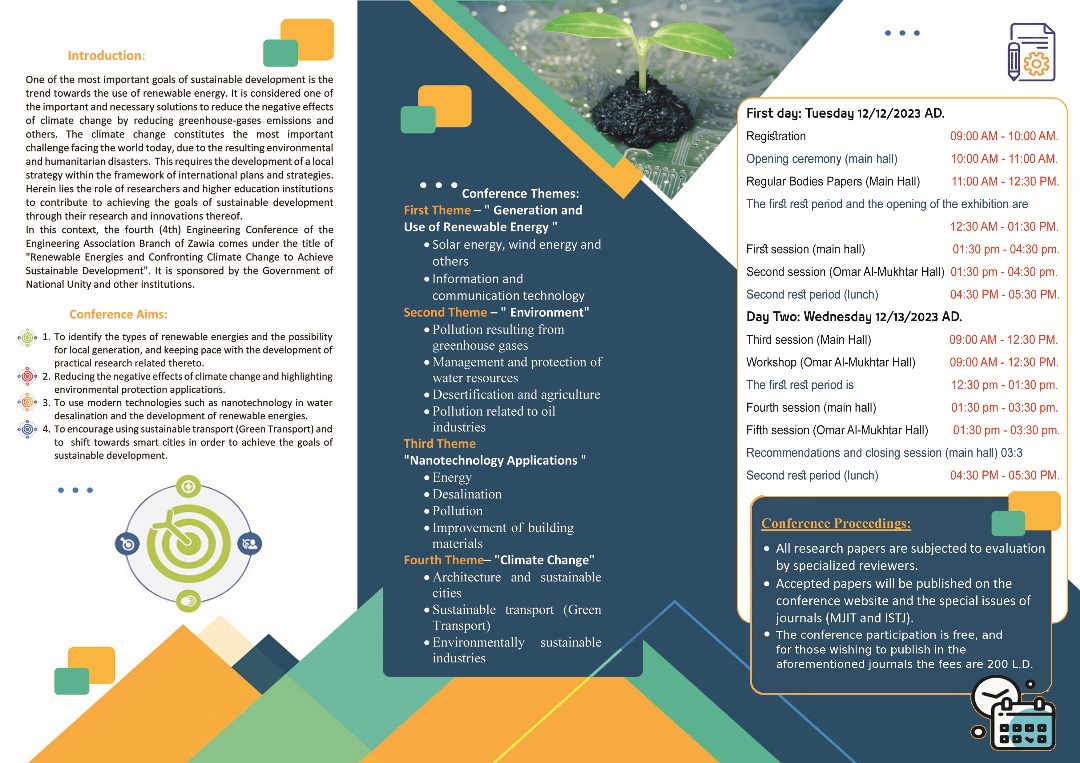 Introduction:
One of the most important goals of sustainable development is the
trend towards the use of renewable energy. It is considered one of
the important and necessary solutions to reduce the negative effects
of climate change by reducing greenhouse-gases emissions and
others. The climate change constitutes the most important
challenge facing the world today, due to the resulting environmental
and humanitarian disasters. This requires the development of a local
strategy within the framework of international plans and strategies.
Herein lies the role of researchers and higher education institutions
to contribute to achieving the goals of sustainable development
through their research and innovations thereof.
In this context, the fourth (4th) Engineering Conference of the
Engineering Association Branch of Zawia comes under the title of
"Renewable Energies and Confronting Climate Change to Achieve
Sustainable Development". It is sponsored by the Government of
National Unity and other institutions.
Conference Aims:
1. To identify the types of renewable energies and the possibility
for local generation, and keeping pace with the development of
practical research related thereto.
2. Reducing the negative effects of climate change and highlighting
environmental protection applications.
3. To use modern technologies such as nanotechnology in water
desalination and the development of renewable energies.
4. To encourage using sustainable transport (Green Transport) and
to shift towards smart cities in order to achieve the goals of
sustainable development.
Conference Themes:
First Theme – " Generation and
Use of Renewable Energy "
• Solar energy, wind energy and
others
• Information and
communication technology
Second Theme – " Environment"
• Pollution resulting from
greenhouse gases
• Management and protection of
water resources
• Desertification and agriculture
• Pollution related to oil
industries
Third Theme
"Nanotechnology Applications "
• Energy
• Desalination
• Pollution
• Improvement of building
materials
Fourth Theme– "Climate Change"
• Architecture and sustainable
cities
• Sustainable transport (Green
Transport)
• Environmentally sustainable
industries
First day: Tuesday 12/12/2023 AD.
Registration 09:00 AM - 10:00 AM.
Opening ceremony (main hall) 10:00 AM - 11:00 AM.
Regular Bodies Papers (Main Hall) 11:00 AM - 12:30 PM.
The first rest period and the opening of the exhibition are
12:30 AM - 01:30 PM.
First session (main hall) 01:30 pm - 04:30 pm.
Second session (Omar Al-Mukhtar Hall) 01:30 pm - 04:30 pm.
Second rest period (lunch) 04:30 PM - 05:30 PM.
Day Two: Wednesday 12/13/2023 AD.
Third session (Main Hall) 09:00 AM - 12:30 PM.
Workshop (Omar Al-Mukhtar Hall) 09:00 AM - 12:30 PM.
The first rest period is 12:30 pm - 01:30 pm.
Fourth session (main hall) 01:30 pm - 03:30 pm.
Fifth session (Omar Al-Mukhtar Hall) 01:30 pm - 03:30 pm.
Recommendations and closing session (main hall) 03:3
Second rest period (lunch) 04:30 PM - 05:30 PM.
Conference Proceedings:
• All research papers are subjected to evaluation
by specialized reviewers.
• Accepted papers will be published on the
conference website and the special issues of
journals (MJIT and ISTJ).
• The conference participation is free, and
for those wishing to publish in the
aforementioned journals the fees are 200 L.D.